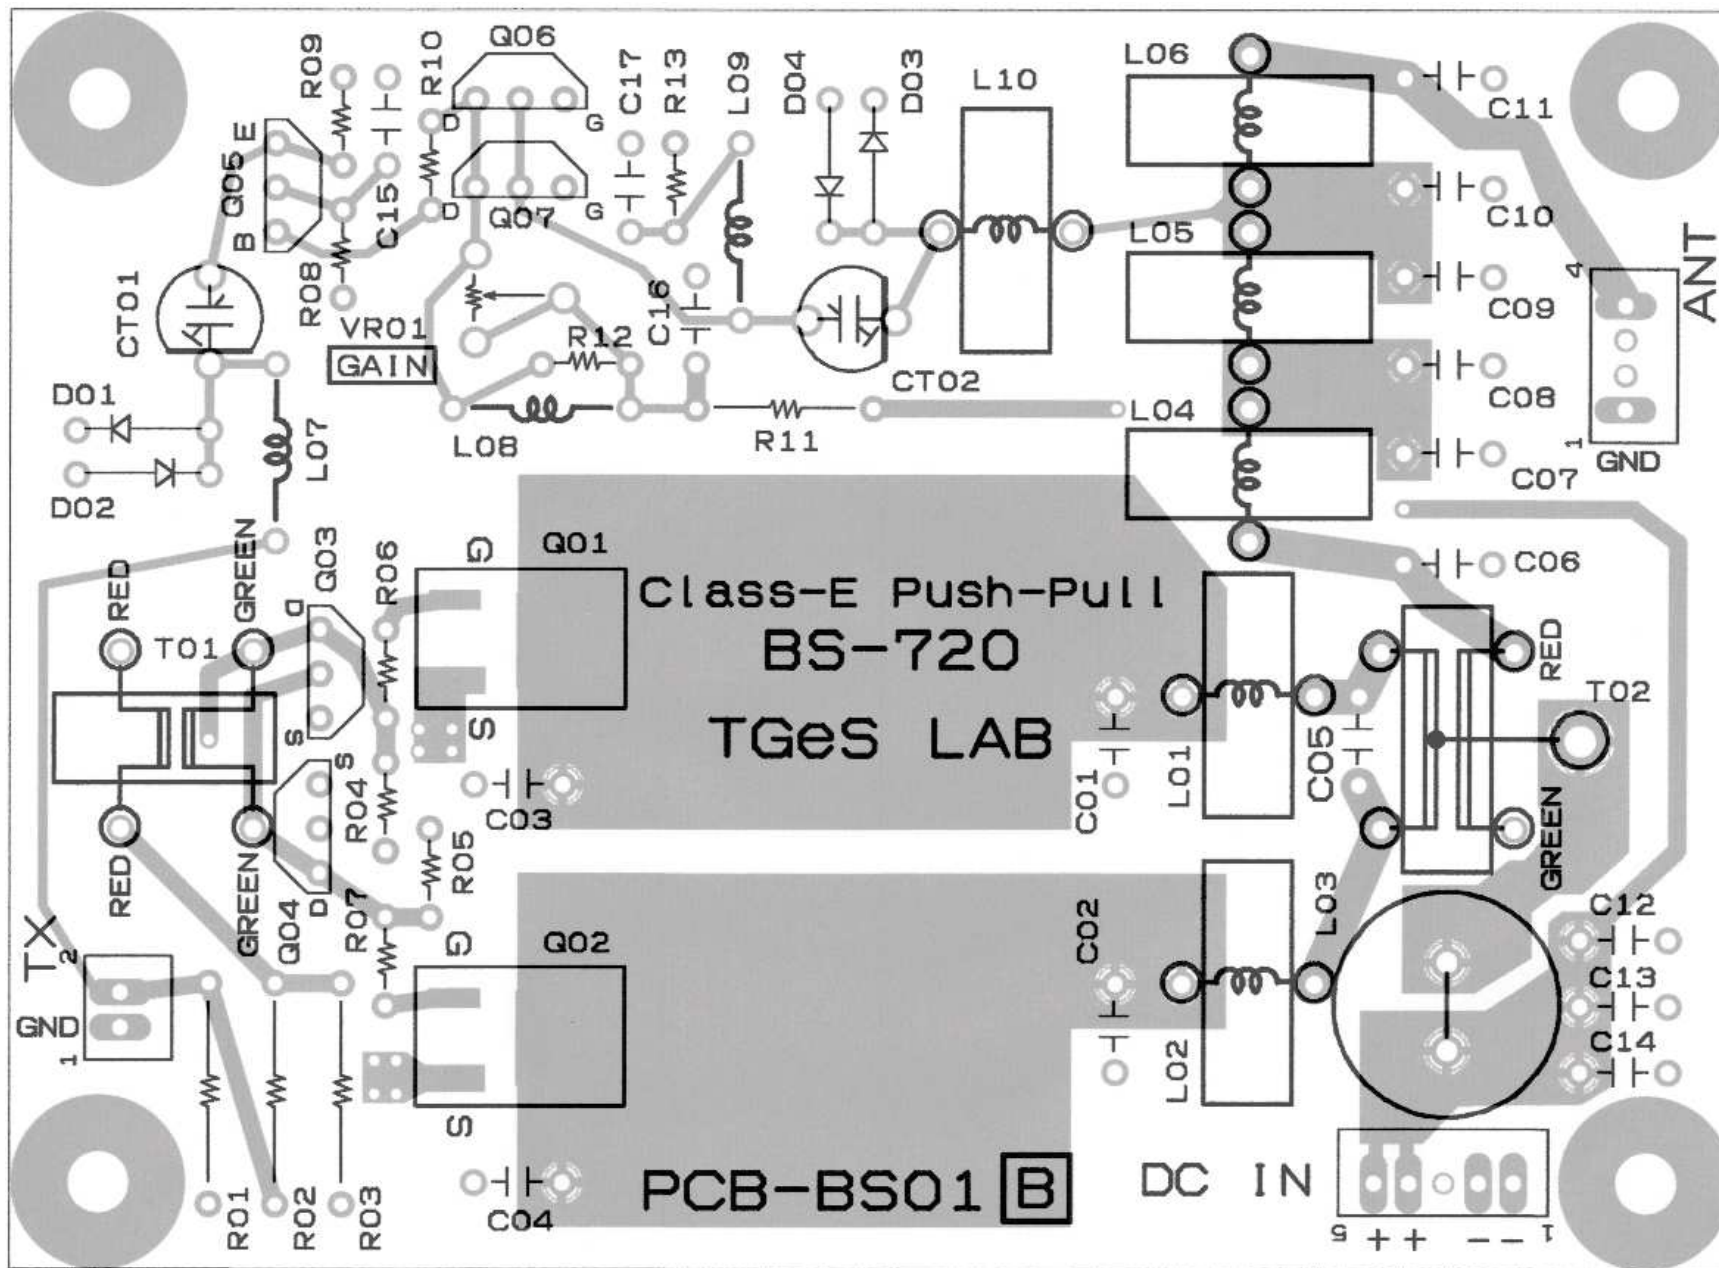 R09
R10
Q06
C17
R13
L09
D04
D03
L10
L06
C11
E
Q05
B
D
G
C15
D
G
Q07
R08
L05
C10
C09
4
ANT
CT01
VR01
GAIN
R12
C16
CT02
C08
1
GND
D01
D02
L07
L08
R11
L04
C07
RED
GREEN
Q03
R06
G
Q01
C06
D
T01
S
Class-E Push-Pull
BS-720
TGeS LAB
S
RED
T02
S
R04
C03
C01
L01
C05
RED
GREEN
Q04
D
R07
R05
GREEN
L03
TX
2
GND
1
G
Q02
C02
C12
C13
C14
S
L02
R01
R02
R03
C04
PCB-BS01 B
DC IN
5 + + - - 1